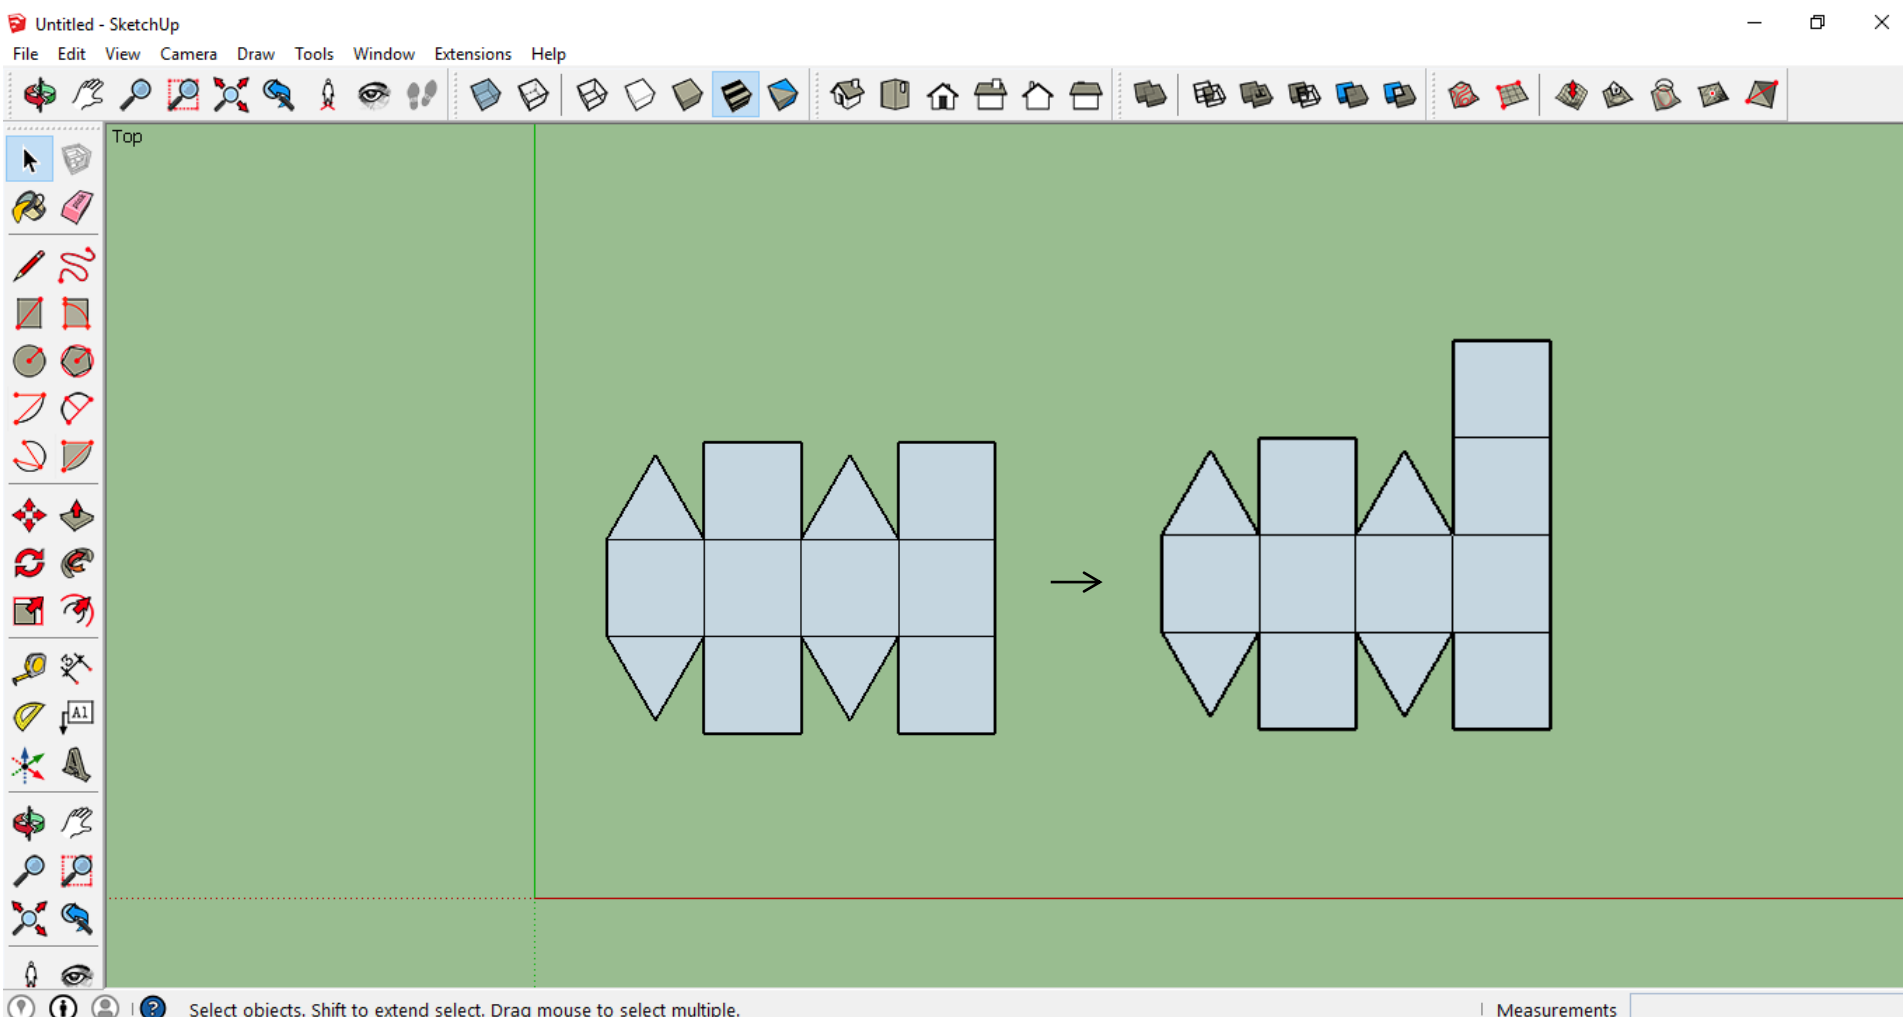 Untitled - SketchUp
File Edit View Camera Draw Tools Window Extensions Help
Top
A1
Select objects. Shift to extend select. Drag mouse to select multiple.
Measurements